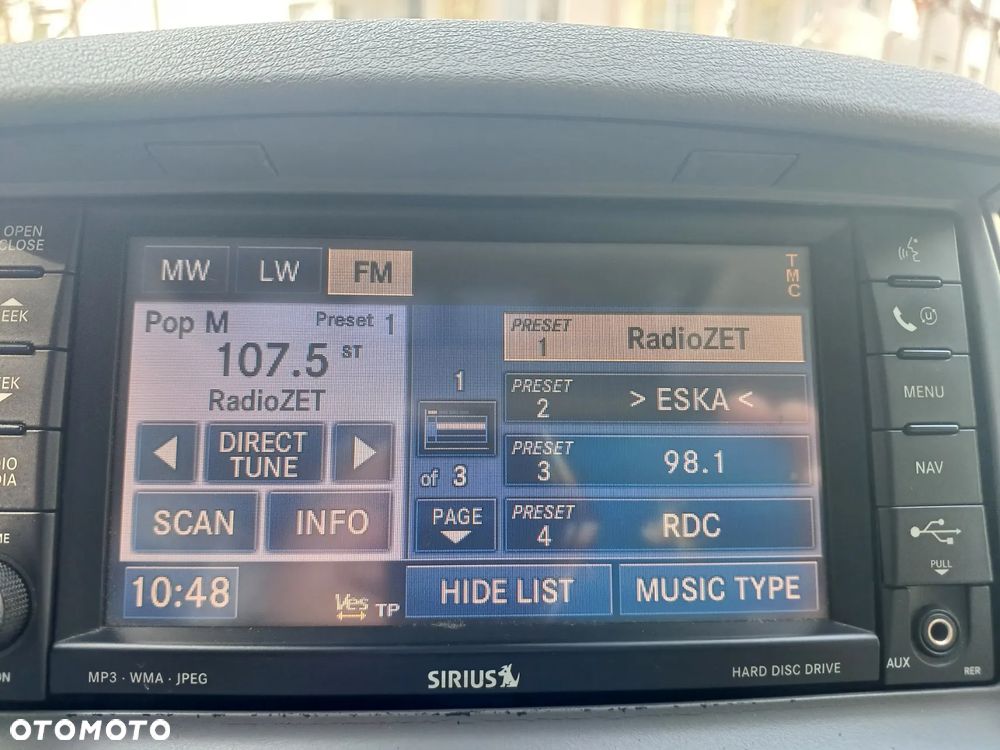 OPEN
CLOSE
MW LW FM
TMC
Pop M Preset 1
107.5 ST
RadioZET
DIRECT
TUNE
SCAN INFO
1
of 3
PAGE
PRESET
1
RadioZET
PRESET
2
> ESKA <
PRESET
3
98.1
PRESET
4
RDC
10:48
Ves
TP
HIDE LIST
MUSIC TYPE
MENU
NAV
PULL
AUX
RER
MP3 · WMA · JPEG
SIRIUS
HARD DISC DRIVE
OTOMOTO